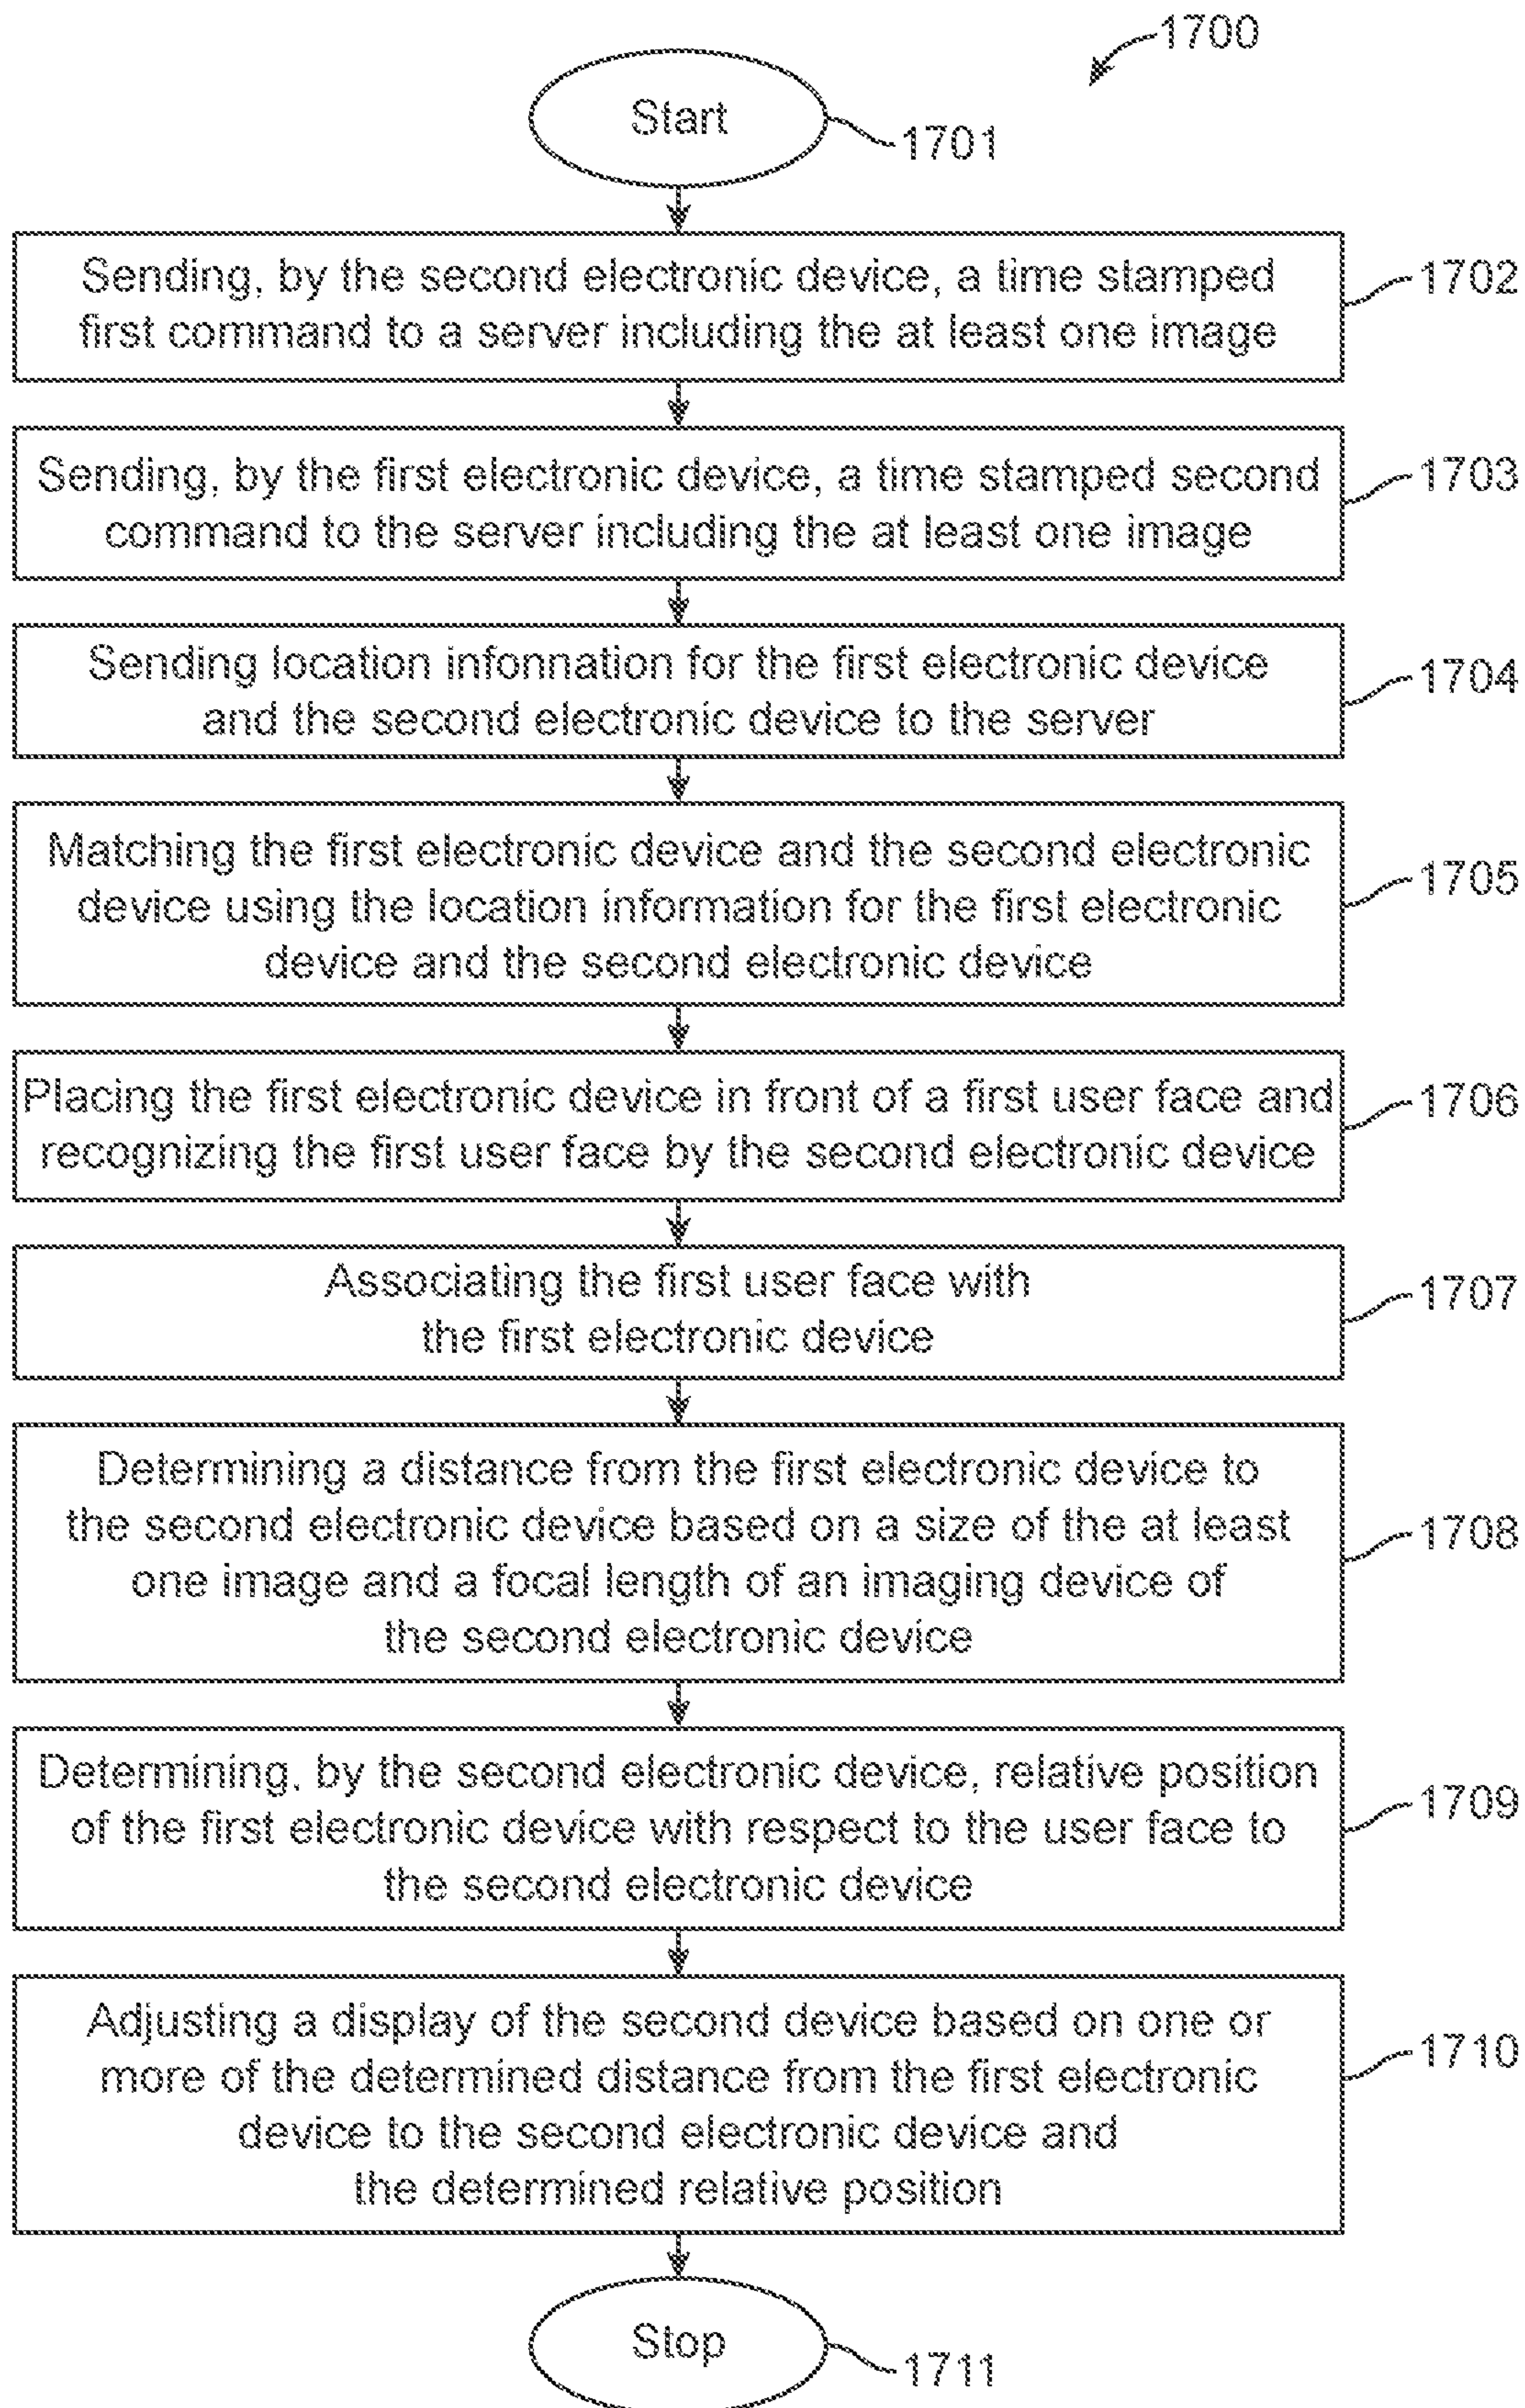 1700
Start
1701
Sending, by the second electronic device, a time stamped
first command to a server including the at least one image
1702
Sending, by the first electronic device, a time stamped second
command to the server including the at least one image
1703
Sending location infonnation for the first electronic device
and the second electronic device to the server
1704
Matching the first electronic device and the second electronic
device using the location information for the first electronic
device and the second electronic device
1705
Placing the first electronic device in front of a first user face and
recognizing the first user face by the second electronic device
1706
Associating the first user face with
the first electronic device
1707
Determining a distance from the first electronic device to
the second electronic device based on a size of the at least
one image and a focal length of an imaging device of
the second electronic device
1708
Determining, by the second electronic device, relative position
of the first electronic device with respect to the user face to
the second electronic device
1709
Adjusting a display of the second device based on one or
more of the determined distance from the first electronic
device to the second electronic device and
the determined relative position
1710
Stop
1711